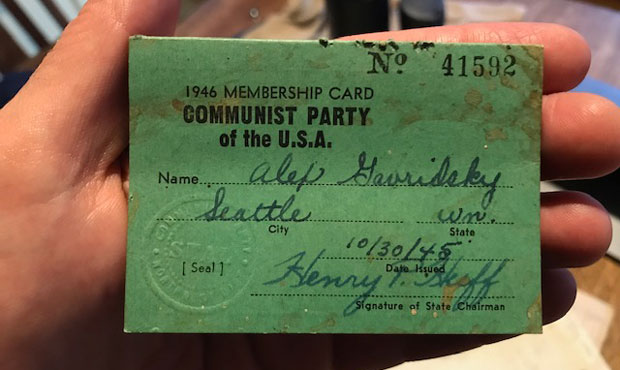 Nº 41592
1946 MEMBERSHIP CARD
COMMUNIST PARTY
of the U.S.A.
Name Alex Gavridsky
Seattle wn.
City State
10/30/45
[ Seal ] Date Issued
Henry P. Huff
Signature of State Chairman